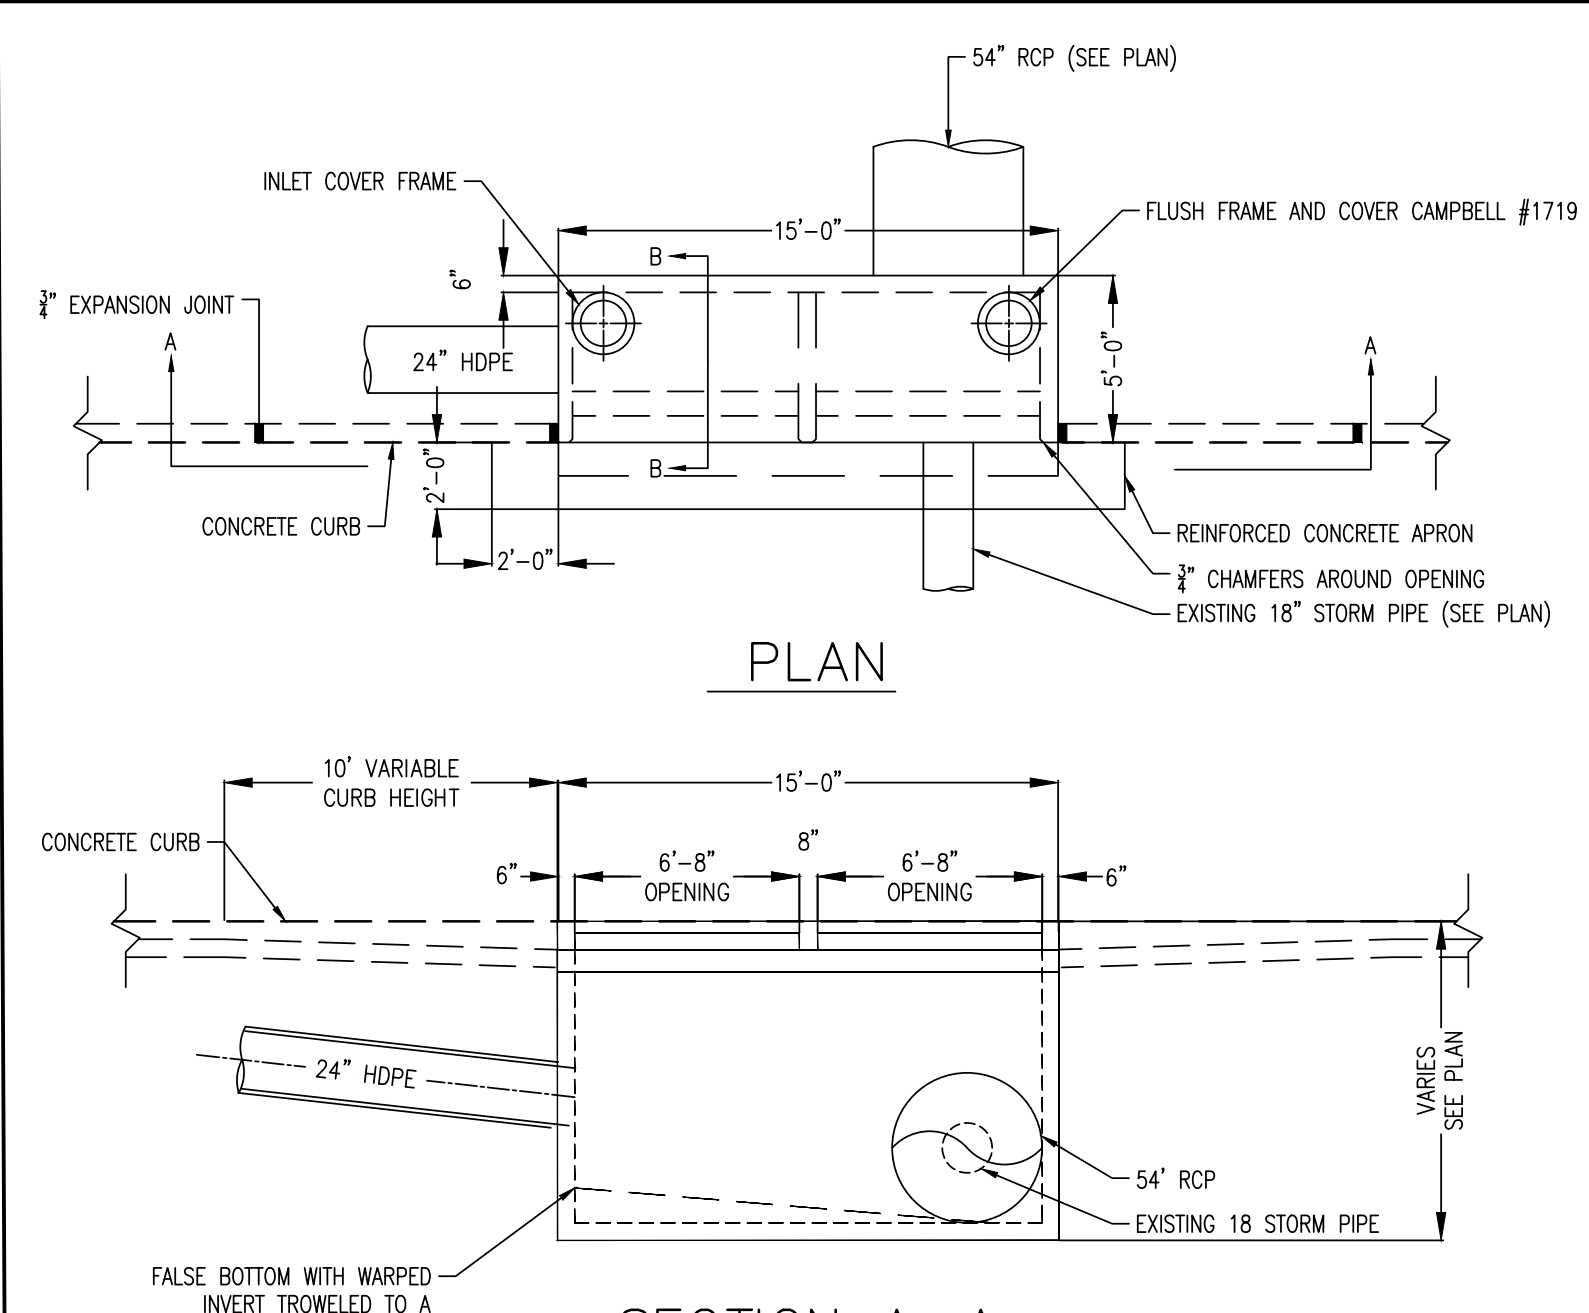 54" RCP (SEE PLAN)
INLET COVER FRAME
FLUSH FRAME AND COVER CAMPBELL #1719
15'-0"
B
6"
3/4" EXPANSION JOINT
A
A
24" HDPE
5'-0"
2'-0"
B
CONCRETE CURB
2'-0"
REINFORCED CONCRETE APRON
3/4" CHAMFERS AROUND OPENING
EXISTING 18" STORM PIPE (SEE PLAN)
PLAN
10' VARIABLE
CURB HEIGHT
15'-0"
CONCRETE CURB
8"
6"
6'-8"
OPENING
6'-8"
OPENING
6"
24" HDPE
VARIES
SEE PLAN
54' RCP
EXISTING 18 STORM PIPE
FALSE BOTTOM WITH WARPED
INVERT TROWELED TO A
SECTION A-A